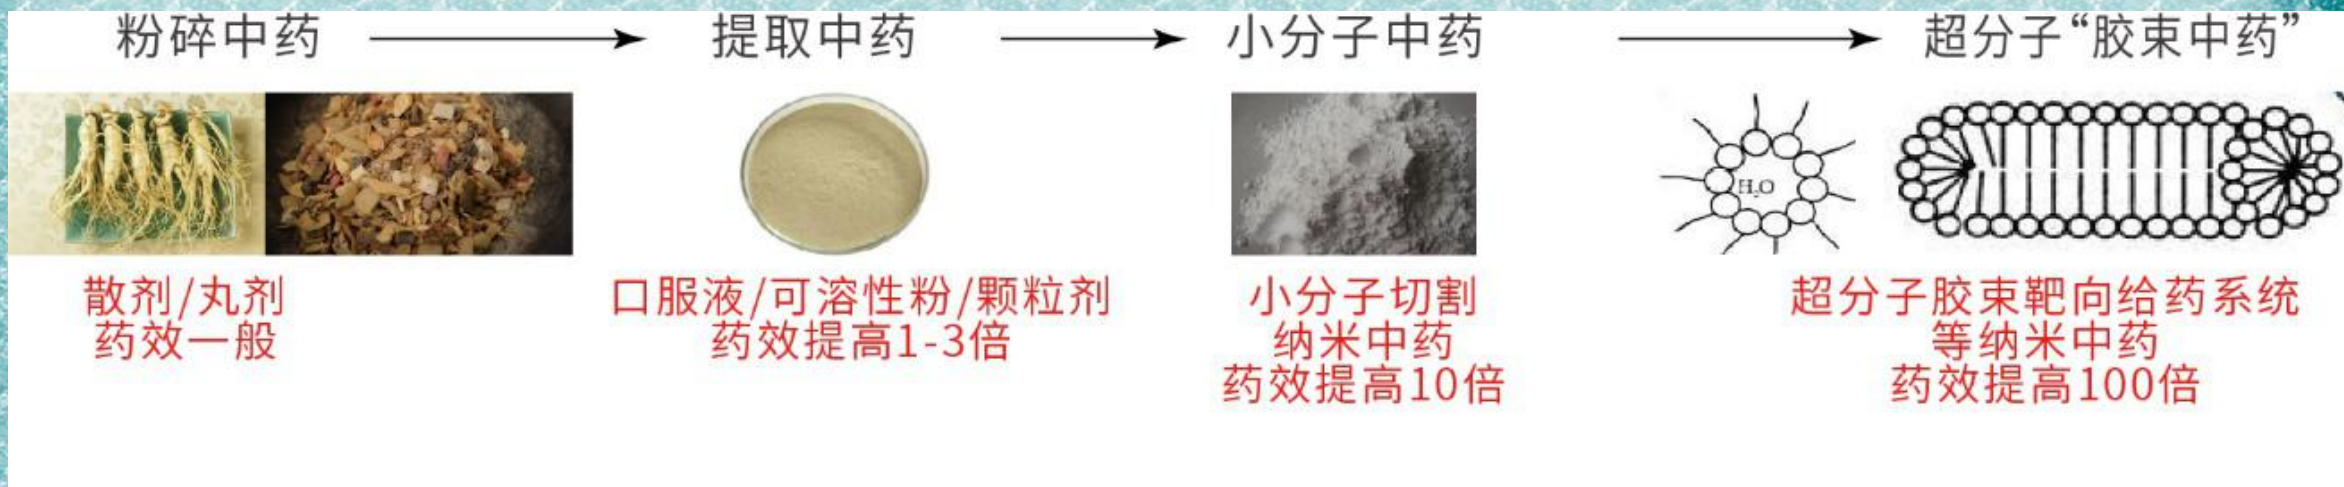 粉碎中药
提取中药
小分子中药
超分子“胶束中药”
H₂O
散剂/丸剂
药效一般
口服液/可溶性粉/颗粒剂
药效提高1-3倍
小分子切割
纳米中药
药效提高10倍
超分子胶束靶向给药系统
等纳米中药
药效提高100倍